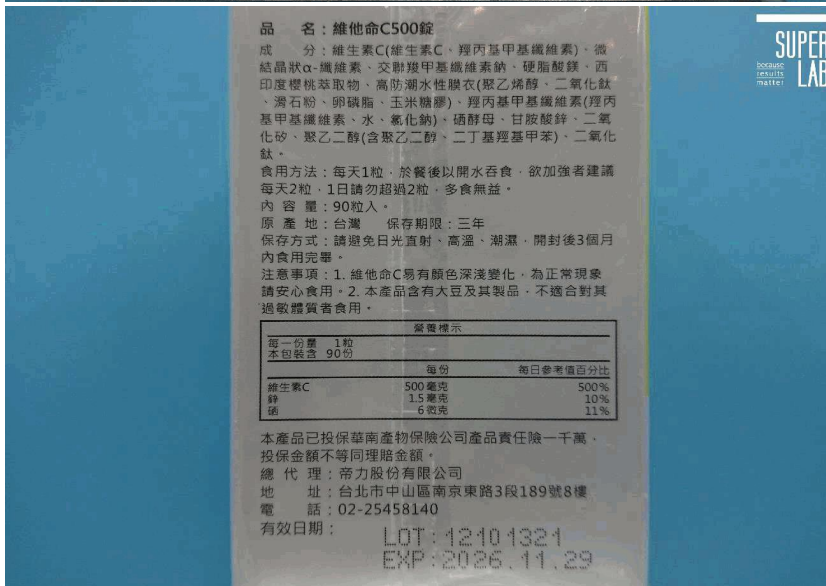 品 名：維他命C500錠
成 分：維生素C(維生素C、羥丙基甲基纖維素)、微
結晶狀α-纖維素、交聯羧甲基纖維素鈉、硬脂酸鎂、西
印度櫻桃萃取物、高防潮水性膜衣(聚乙烯醇、二氧化鈦
、滑石粉、卵磷脂、玉米糖膠)、羥丙基甲基纖維素(羥丙
基甲基纖維素、水、氯化鈉)、硒酵母、甘胺酸鋅、二氧
化矽、聚乙二醇(含聚乙二醇、二丁基羥基甲苯)、二氧化
鈦。
食用方法：每天1粒，於餐後以開水吞食，欲加強者建議
每天2粒，1日請勿超過2粒，多食無益。
內 容 量：90粒入。
原 產 地：台灣 保存期限：三年
保存方式：請避免日光直射、高溫、潮濕，開封後3個月
內食用完畢。
注意事項：1. 維他命C易有顏色深淺變化，為正常現象
請安心食用。2. 本產品含有大豆及其製品，不適合對其
過敏體質者食用。
營養標示
每一份量 1粒
本包裝含 90份
每份 每日參考值百分比
維生素C 500毫克 500%
鋅 1.5毫克 10%
硒 6微克 11%
本產品已投保華南產物保險公司產品責任險一千萬，
投保金額不等同理賠金額。
總 代 理：帝力股份有限公司
地 址：台北市中山區南京東路3段189號8樓
電 話：02-25458140
有效日期：
LOT:12101321
EXP:2026.11.29
SUPER
LAB
because
results
matter